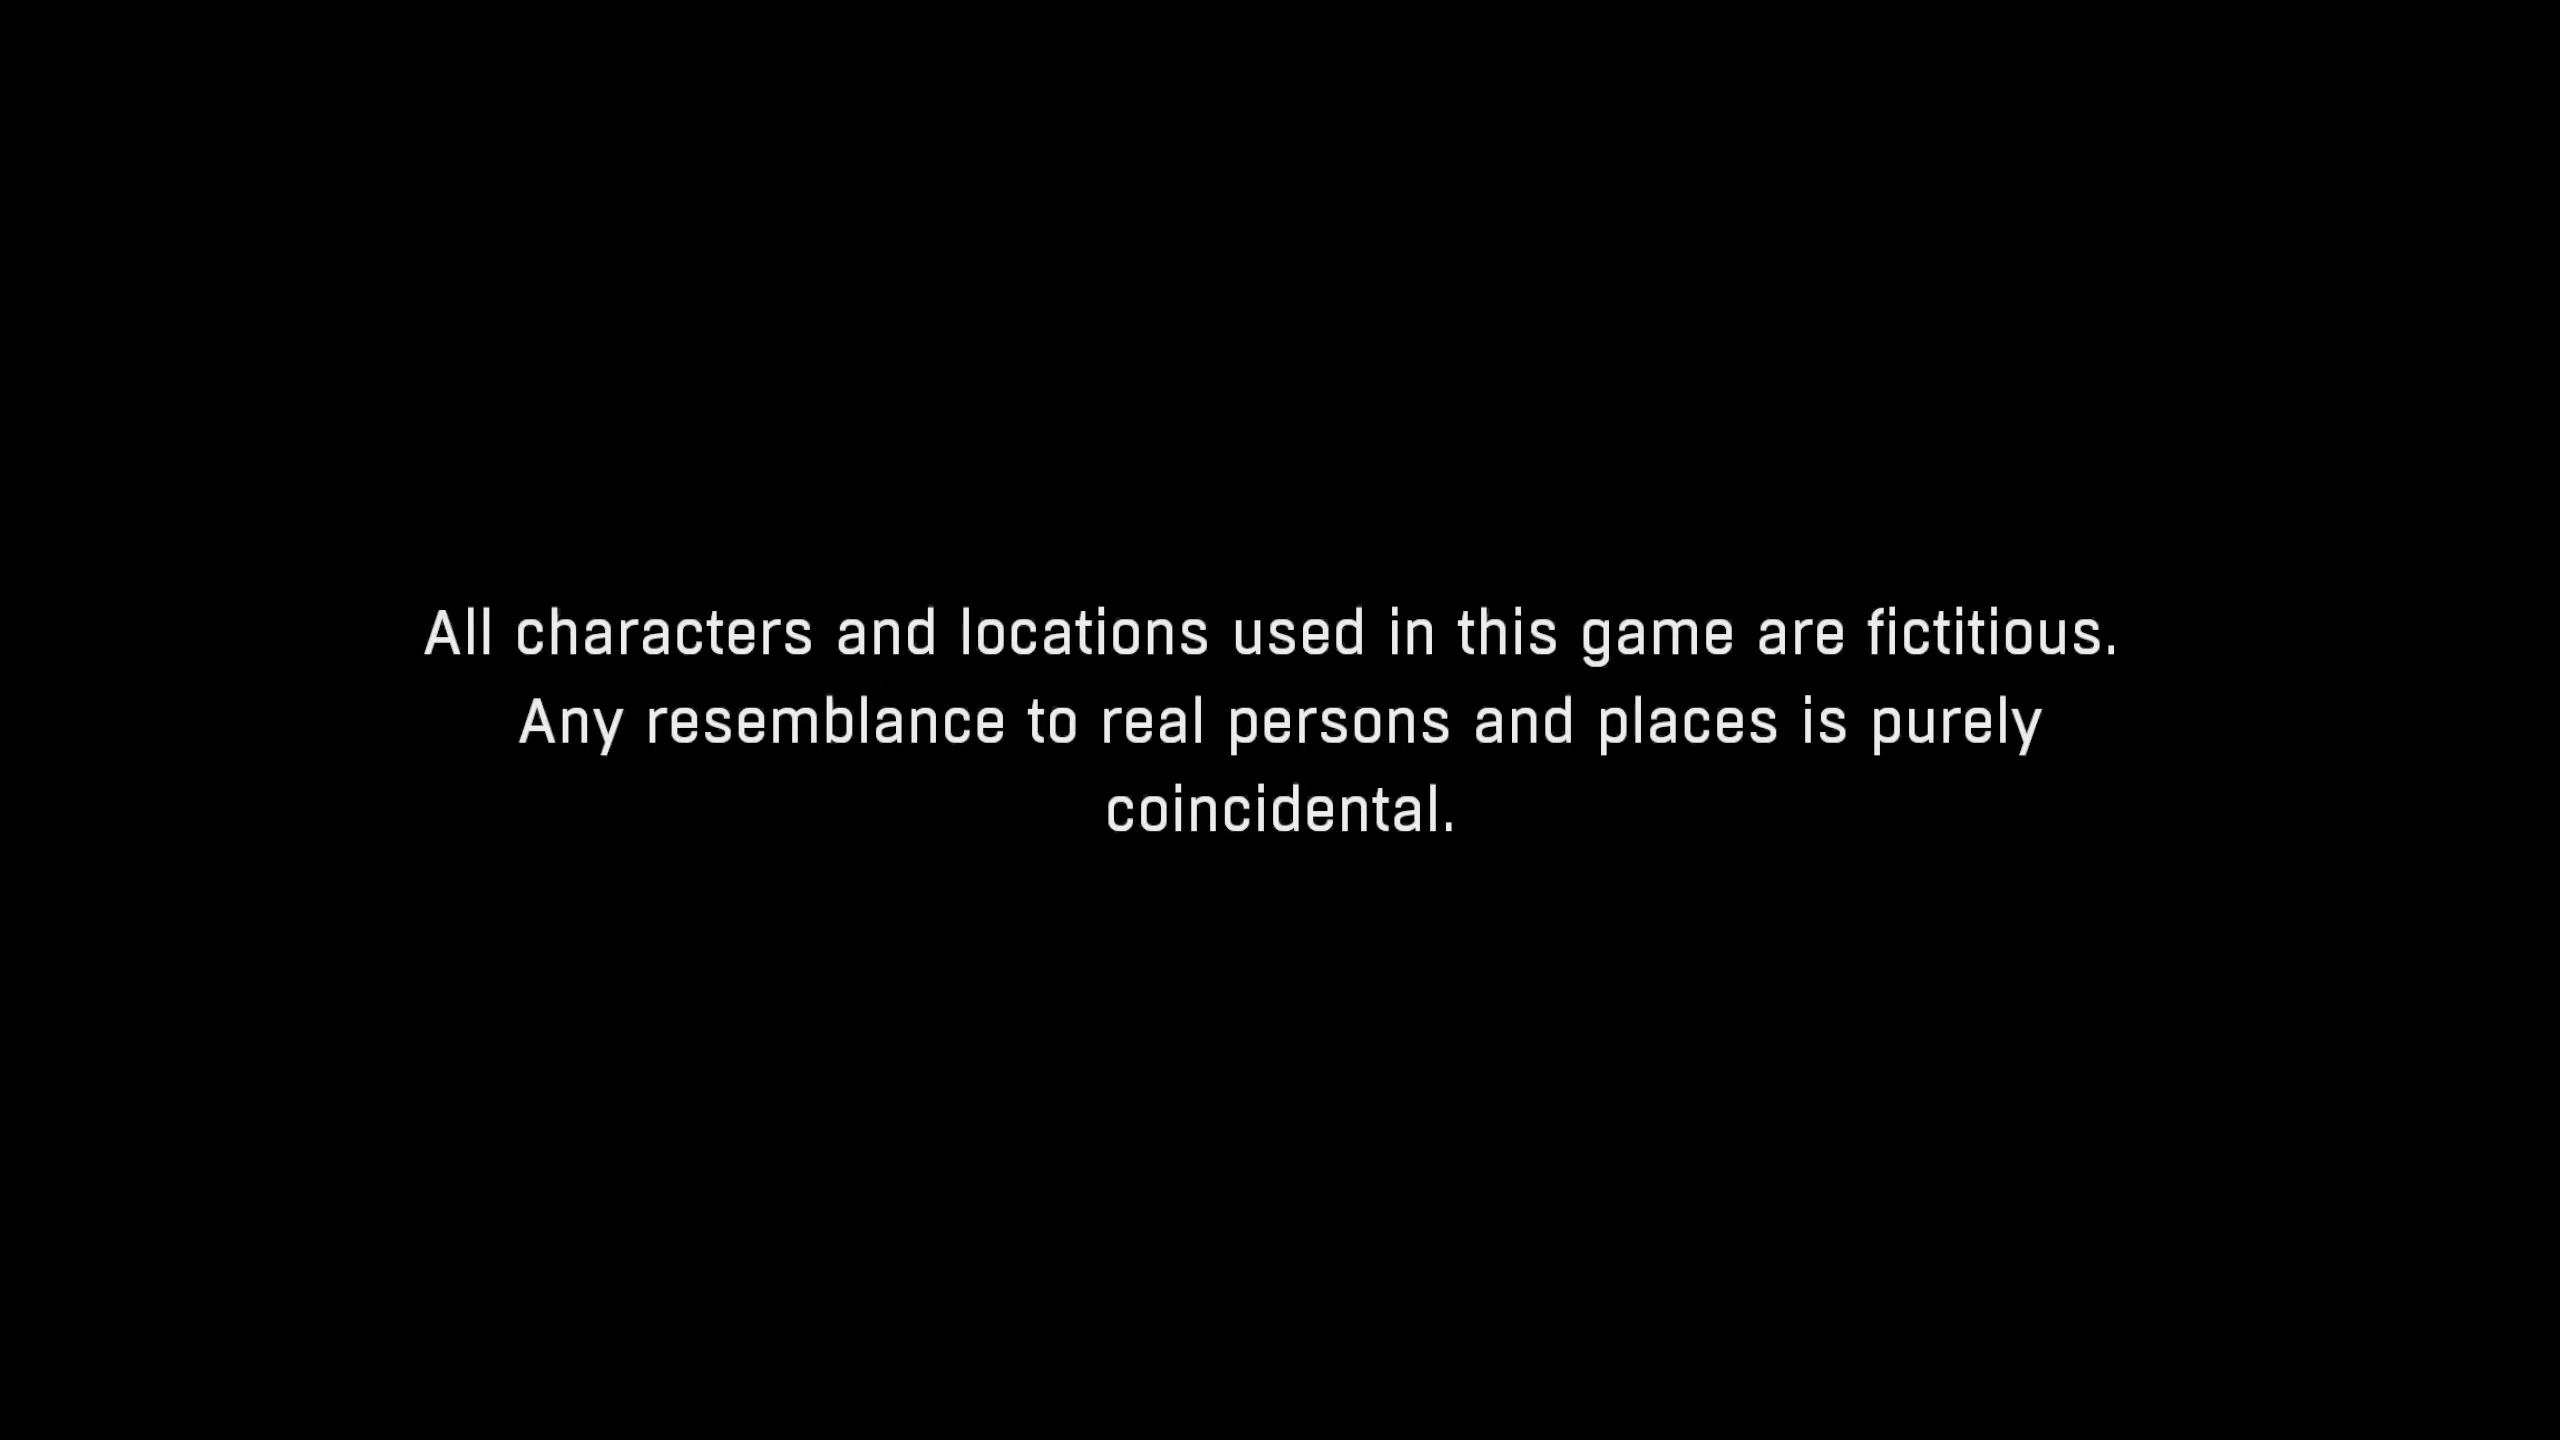 All characters and locations used in this game are fictitious.
Any resemblance to real persons and places is purely
coincidental.